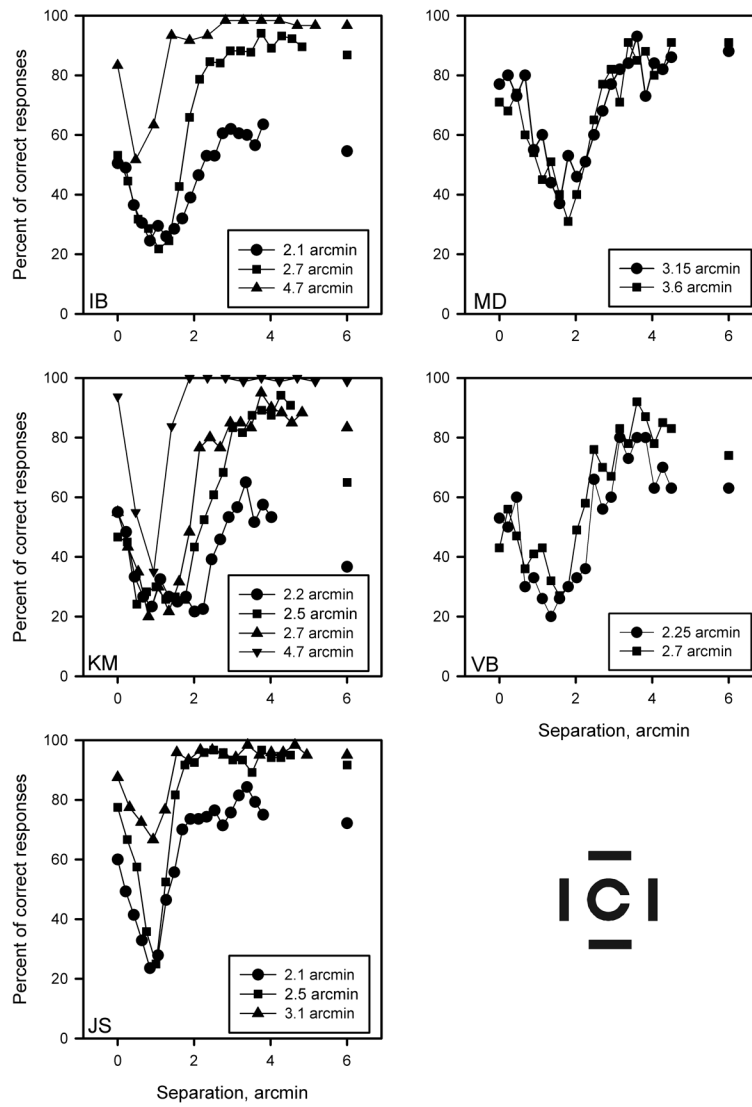 Percent of correct responses
100
80
60
40
20
0
IB
2.1 arcmin
2.7 arcmin
4.7 arcmin
0 2 4 6
100
80
60
40
20
0
MD
3.15 arcmin
3.6 arcmin
0 2 4 6
Percent of correct responses
100
80
60
40
20
0
KM
2.2 arcmin
2.5 arcmin
2.7 arcmin
4.7 arcmin
0 2 4 6
100
80
60
40
20
0
VB
2.25 arcmin
2.7 arcmin
0 2 4 6
Separation, arcmin
Percent of correct responses
100
80
60
40
20
0
JS
2.1 arcmin
2.5 arcmin
3.1 arcmin
0 2 4 6
Separation, arcmin